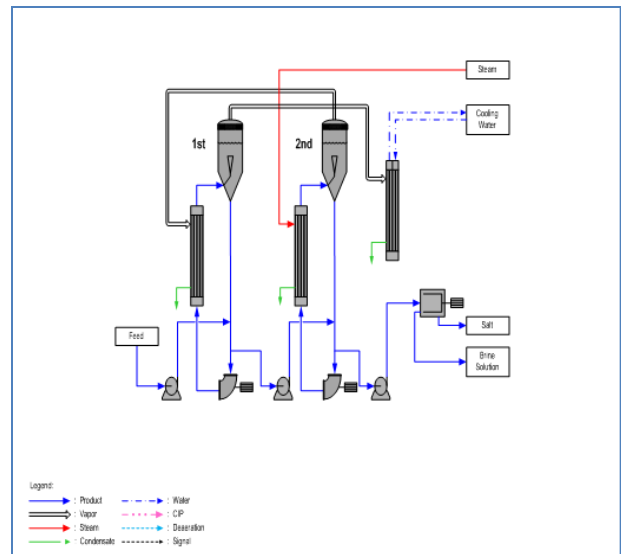 Steam
Cooling
Water
1st
2nd
Feed
Salt
Brine
Solution
Legend:
: Product
: Vapor
: Steam
: Condensate
: Water
: CIP
: Deaeration
: Signal